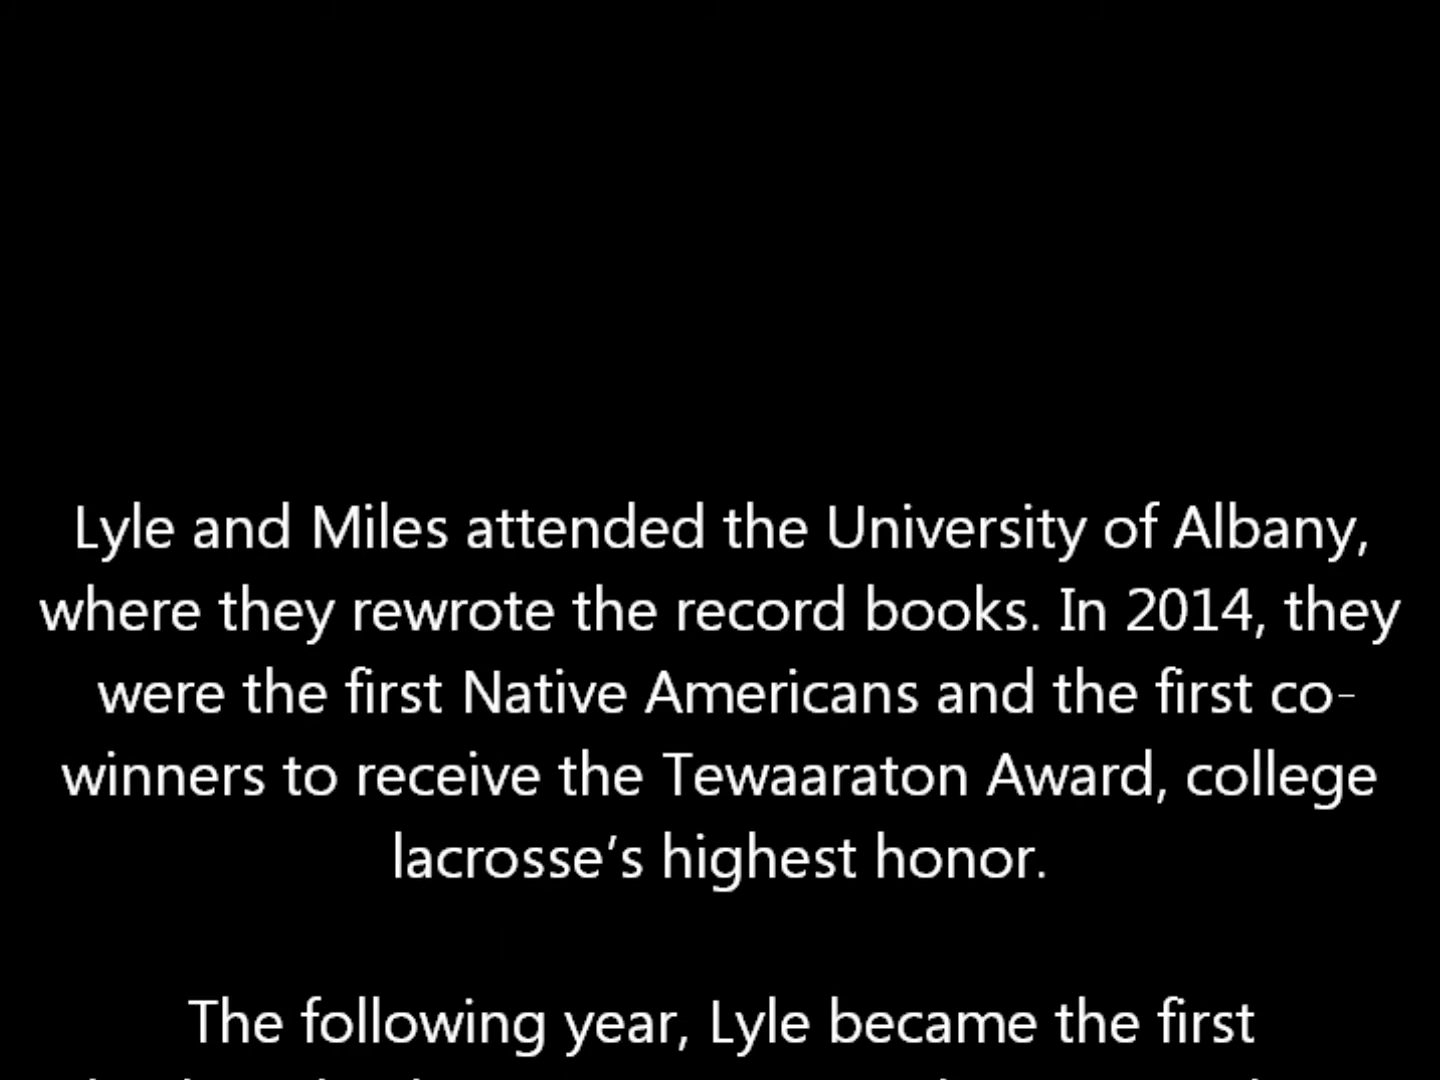 Lyle and Miles attended the University of Albany,
where they rewrote the record books. In 2014, they
were the first Native Americans and the first co-
winners to receive the Tewaaraton Award, college
lacrosse’s highest honor.
The following year, Lyle became the first